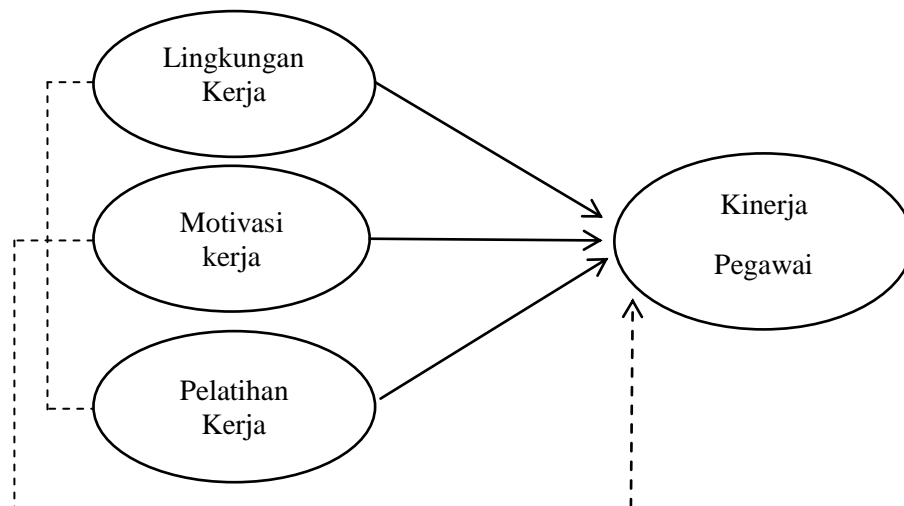 Lingkungan
Kerja
Motivasi
kerja
Pelatihan
Kerja
Kinerja
Pegawai